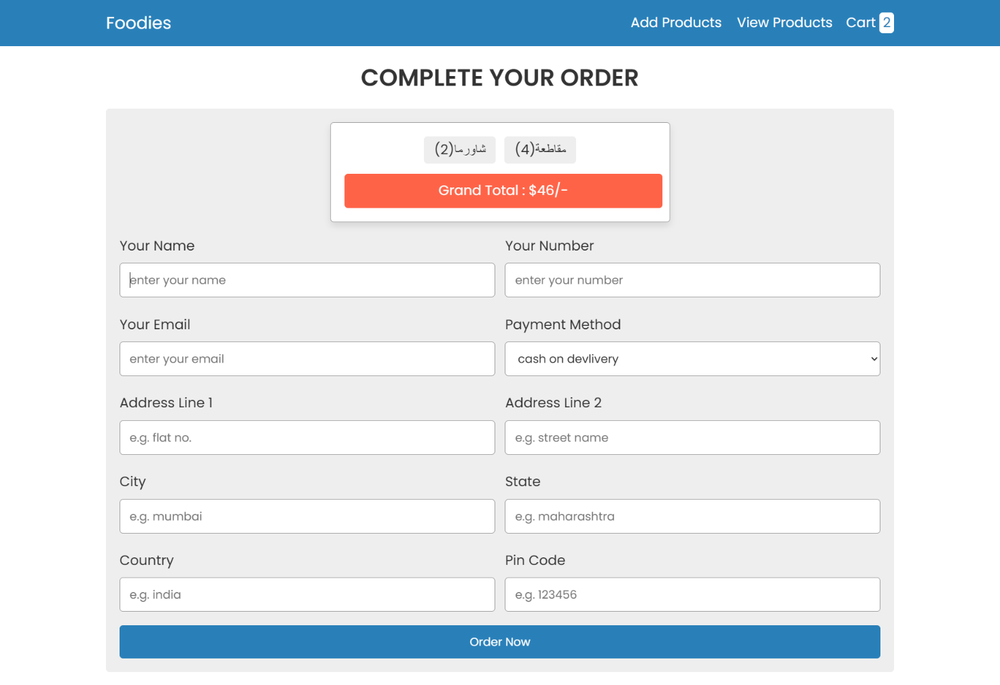 Foodies
Add Products View Products Cart 2
COMPLETE YOUR ORDER
شاورما(2) مقاطعة(4)
Grand Total : $46/-
Your Name Your Number
enter your name enter your number
Your Email Payment Method
enter your email cash on devlivery
Address Line 1 Address Line 2
e.g. flat no. e.g. street name
City State
e.g. mumbai e.g. maharashtra
Country Pin Code
e.g. india e.g. 123456
Order Now